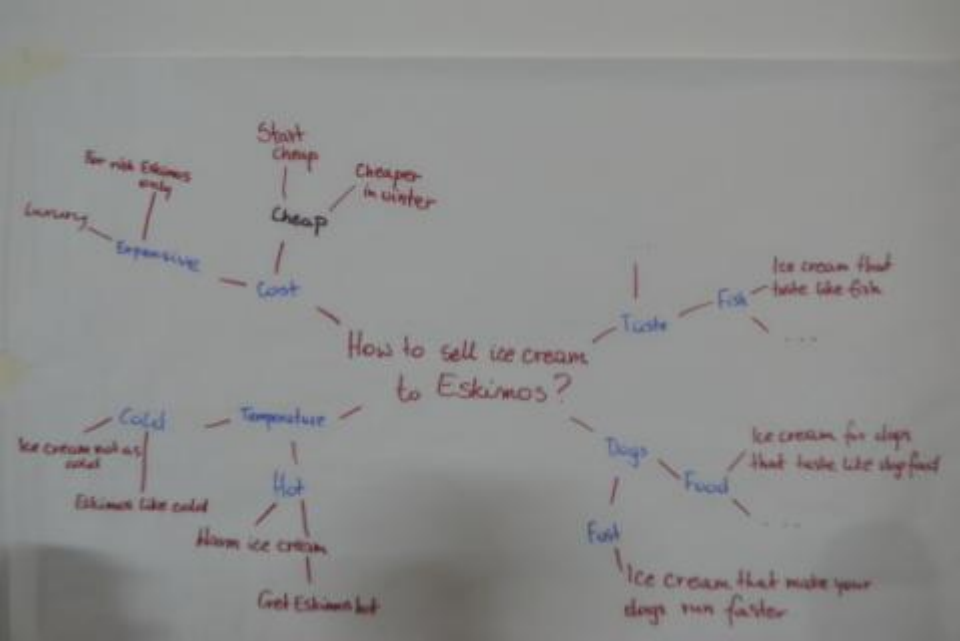 Start
Cheap
Cheaper
in winter
For rich Eskimos
only
Luxury
Cheap
Expensive
Cost
Ice cream that
taste like fish
Fish
Taste
...
How to sell ice cream
to Eskimos?
Cold
Temperature
Ice cream not as
cold
Eskimos like cold
Hot
Warm ice cream
Get Eskimos hot
Dogs
Ice cream for dogs
that taste like dog food
Food
...
Fast
Ice cream that make your
dogs run faster